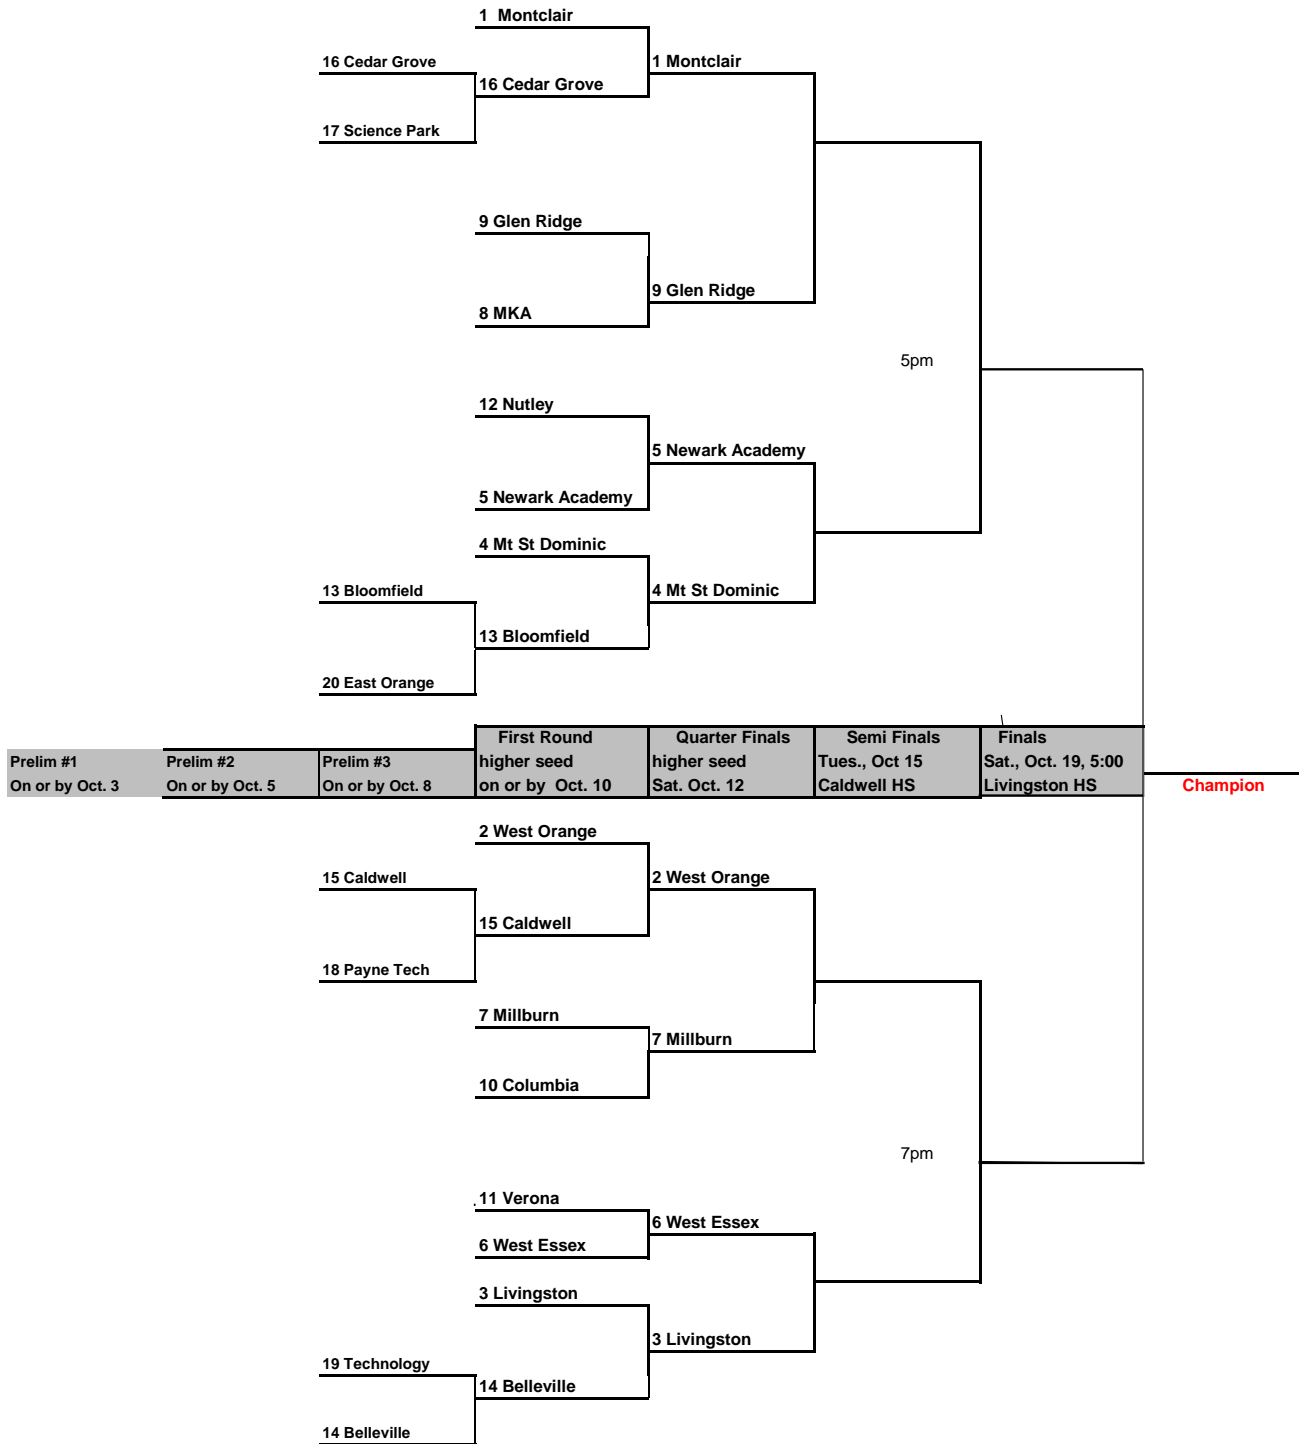 1 Montclair
16 Cedar Grove
1 Montclair
16 Cedar Grove
17 Science Park
9 Glen Ridge
9 Glen Ridge
8 MKA
5pm
12 Nutley
5 Newark Academy
5 Newark Academy
4 Mt St Dominic
13 Bloomfield
4 Mt St Dominic
13 Bloomfield
20 East Orange
Prelim #1
On or by Oct. 3
Prelim #2
On or by Oct. 5
Prelim #3
On or by Oct. 8
First Round
higher seed
on or by Oct. 10
Quarter Finals
higher seed
Sat. Oct. 12
Semi Finals
Tues., Oct 15
Caldwell HS
Finals
Sat., Oct. 19, 5:00
Livingston HS
Champion
2 West Orange
15 Caldwell
2 West Orange
15 Caldwell
18 Payne Tech
7 Millburn
7 Millburn
10 Columbia
7pm
11 Verona
6 West Essex
6 West Essex
3 Livingston
3 Livingston
19 Technology
14 Belleville
14 Belleville